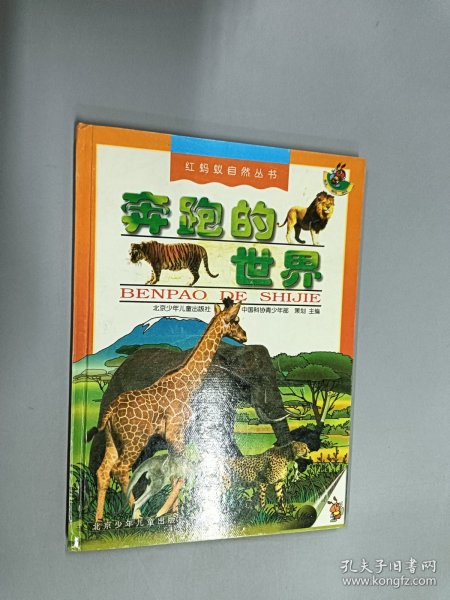 红蚂蚁自然丛书
奔跑的
世界
BENPAO DE SHIJIE
北京少年儿童出版社 中国科协青少年部 策划 主编
北京少年儿童出版
孔夫子旧书网
www.kongfz.com